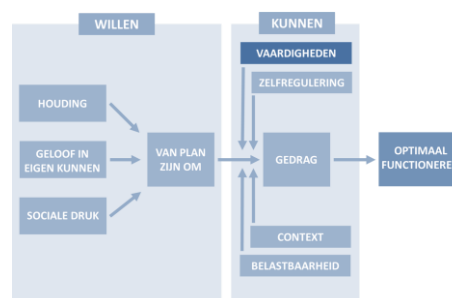 WILLEN
KUNNEN
VAARDIGHEDEN
ZELFREGULERING
HOUDING
GELOOF IN
EIGEN KUNNEN
SOCIALE DRUK
VAN PLAN
ZIJN OM
GEDRAG
OPTIMAAL
FUNCTIONERE
CONTEXT
BELASTBAARHEID